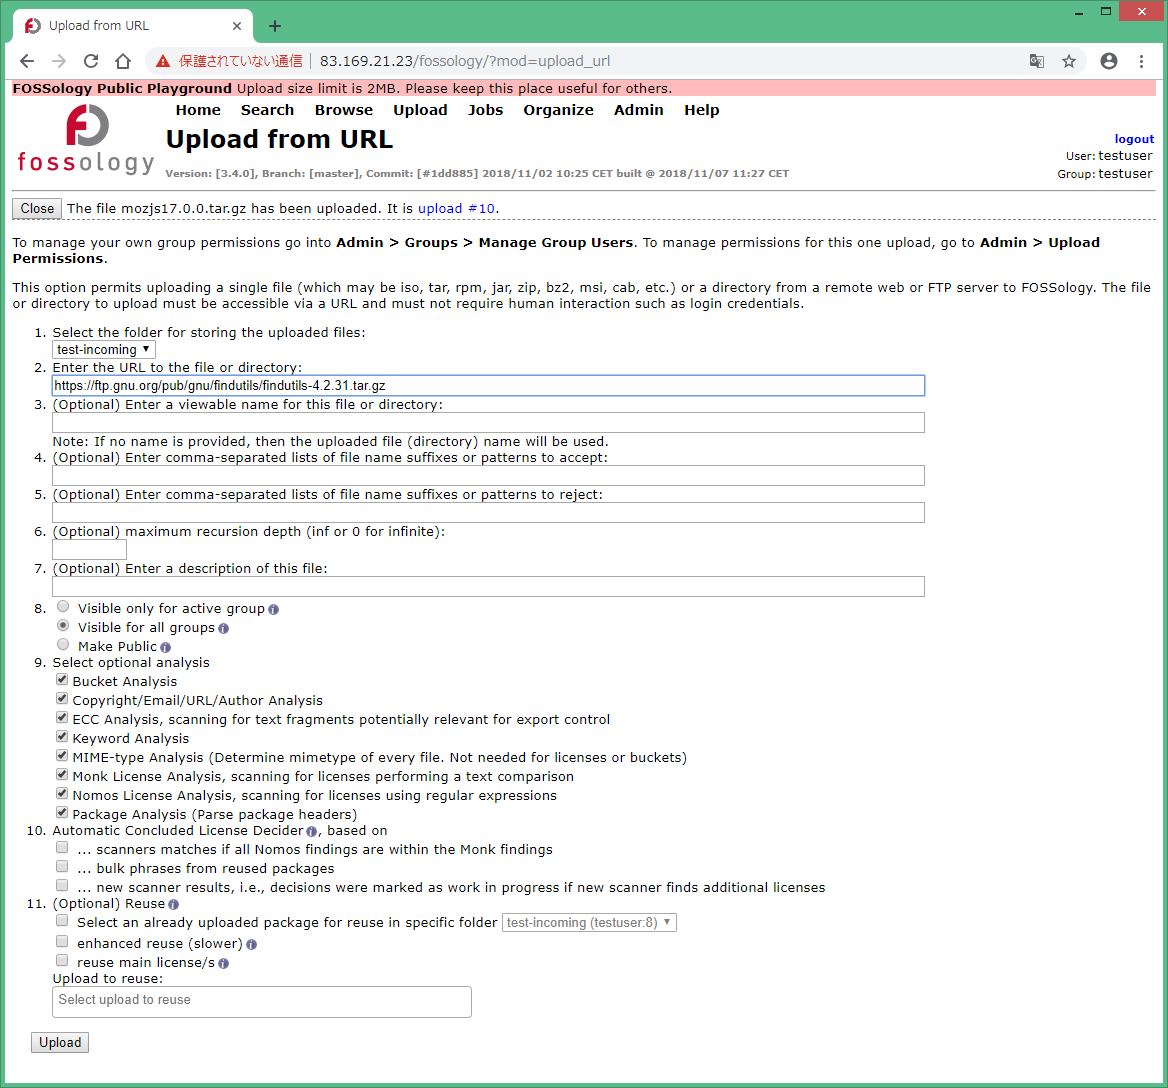 Upload from URL
保護されていない通信 | 83.169.21.23/fossology/?mod=upload_url
FOSSology Public Playground Upload size limit is 2MB. Please keep this place useful for others.
Home Search Browse Upload Jobs Organize Admin Help
fossology
Upload from URL
logout
User: testuser
Version: [3.4.0], Branch: [master], Commit: [#1dd885] 2018/11/02 10:25 CET built @ 2018/11/07 11:27 CET
Group: testuser
Close The file mozjs17.0.0.tar.gz has been uploaded. It is upload #10.
To manage your own group permissions go into Admin > Groups > Manage Group Users. To manage permissions for this one upload, go to Admin > Upload
Permissions.
This option permits uploading a single file (which may be iso, tar, rpm, jar, zip, bz2, msi, cab, etc.) or a directory from a remote web or FTP server to FOSSology. The file
or directory to upload must be accessible via a URL and must not require human interaction such as login credentials.
1. Select the folder for storing the uploaded files:
test-incoming
2. Enter the URL to the file or directory:
https://ftp.gnu.org/pub/gnu/findutils/findutils-4.2.31.tar.gz
3. (Optional) Enter a viewable name for this file or directory:
Note: If no name is provided, then the uploaded file (directory) name will be used.
4. (Optional) Enter comma-separated lists of file name suffixes or patterns to accept:
5. (Optional) Enter comma-separated lists of file name suffixes or patterns to reject:
6. (Optional) maximum recursion depth (inf or 0 for infinite):
7. (Optional) Enter a description of this file:
8. Visible only for active group
Visible for all groups
Make Public
9. Select optional analysis
Bucket Analysis
Copyright/Email/URL/Author Analysis
ECC Analysis, scanning for text fragments potentially relevant for export control
Keyword Analysis
MIME-type Analysis (Determine mimetype of every file. Not needed for licenses or buckets)
Monk License Analysis, scanning for licenses performing a text comparison
Nomos License Analysis, scanning for licenses using regular expressions
Package Analysis (Parse package headers)
10. Automatic Concluded License Decider, based on
... scanners matches if all Nomos findings are within the Monk findings
... bulk phrases from reused packages
... new scanner results, i.e., decisions were marked as work in progress if new scanner finds additional licenses
11. (Optional) Reuse
Select an already uploaded package for reuse in specific folder test-incoming (testuser:8)
enhanced reuse (slower)
reuse main license/s
Upload to reuse:
Select upload to reuse
Upload